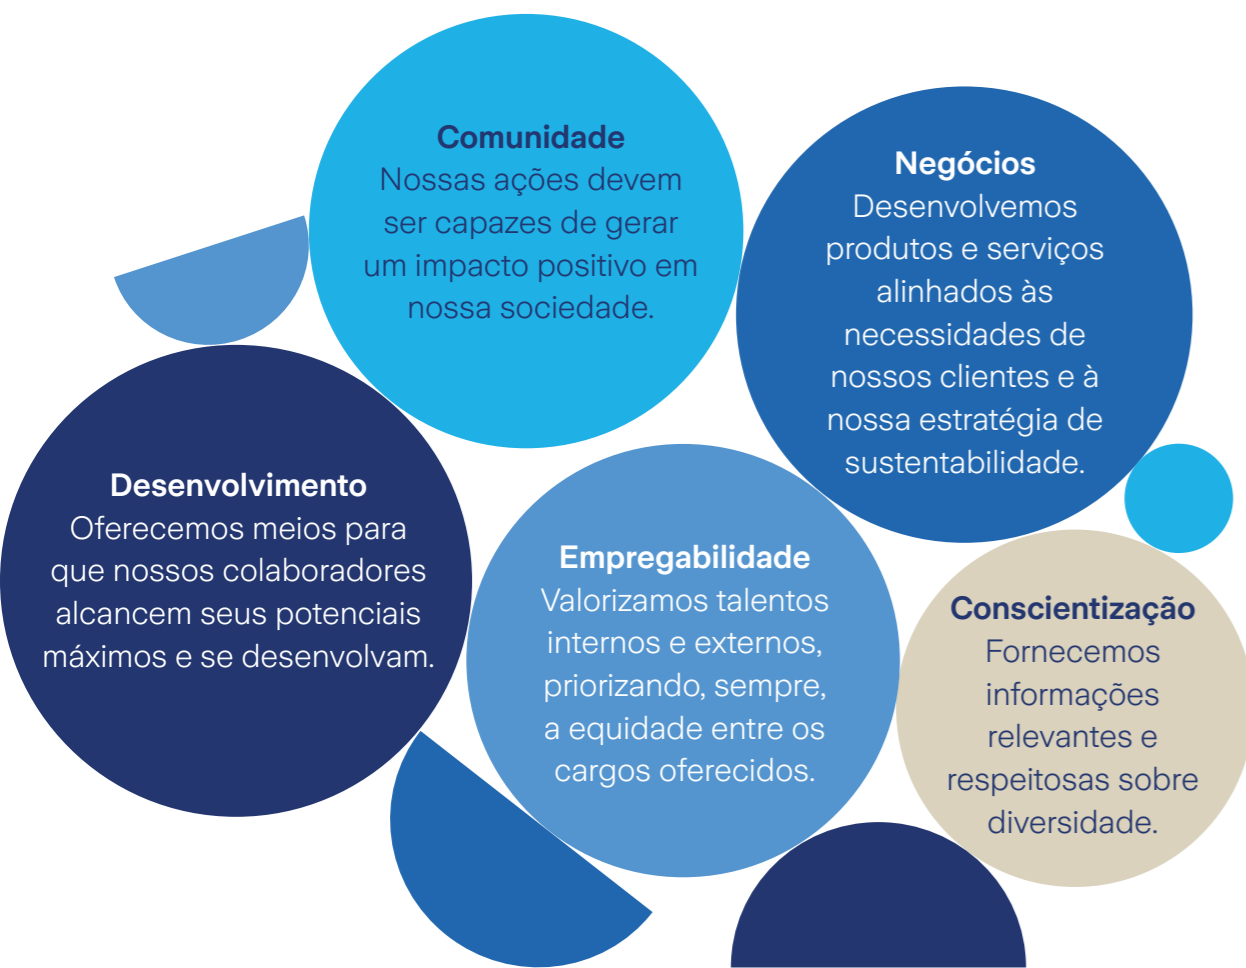 Comunidade
Nossas ações devem
ser capazes de gerar
um impacto positivo em
nossa sociedade.
Negócios
Desenvolvemos
produtos e serviços
alinhados às
necessidades de
nossos clientes e à
nossa estratégia de
sustentabilidade.
Desenvolvimento
Oferecemos meios para
que nossos colaboradores
alcancem seus potenciais
máximos e se desenvolvam.
Empregabilidade
Valorizamos talentos
internos e externos,
priorizando, sempre,
a equidade entre os
cargos oferecidos.
Conscientização
Fornecemos
informações
relevantes e
respeitosas sobre
diversidade.